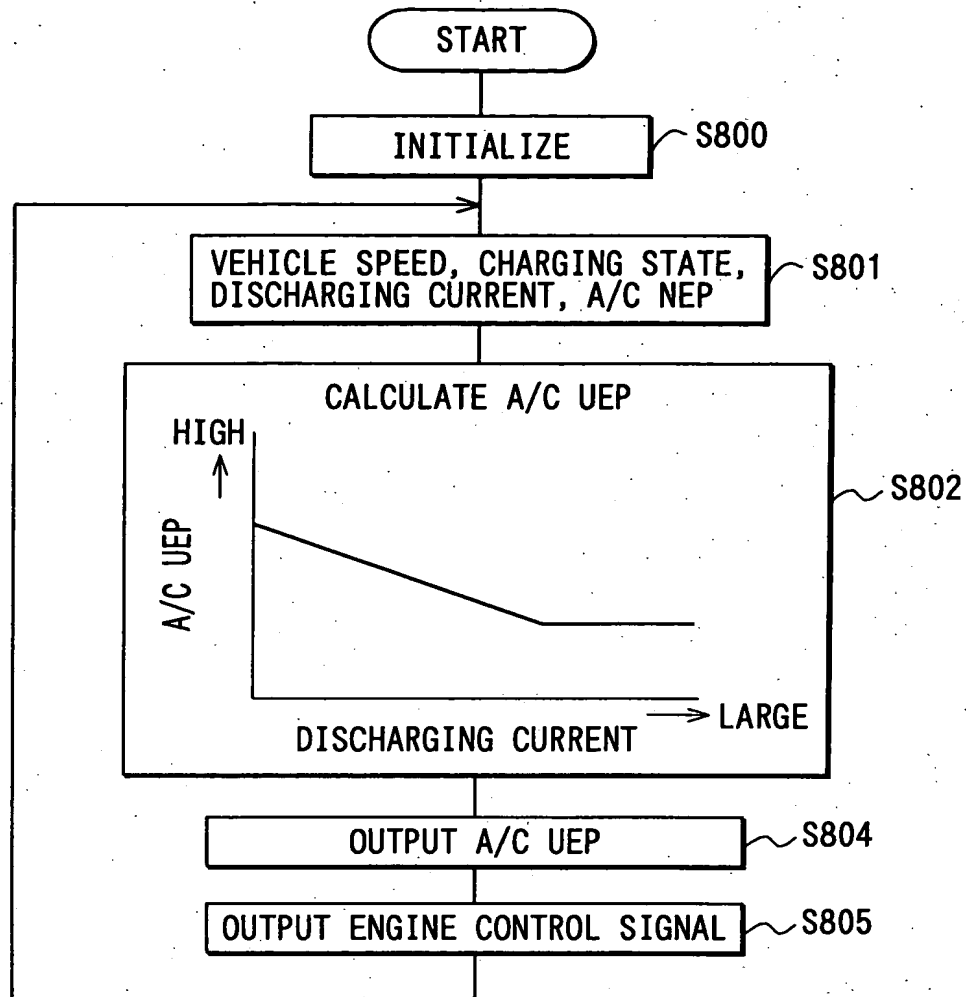 START
INITIALIZE
S800
VEHICLE SPEED, CHARGING STATE,
DISCHARGING CURRENT, A/C NEP
S801
CALCULATE A/C UEP
HIGH
A/C UEP
S802
LARGE
DISCHARGING CURRENT
OUTPUT A/C UEP
S804
OUTPUT ENGINE CONTROL SIGNAL
S805